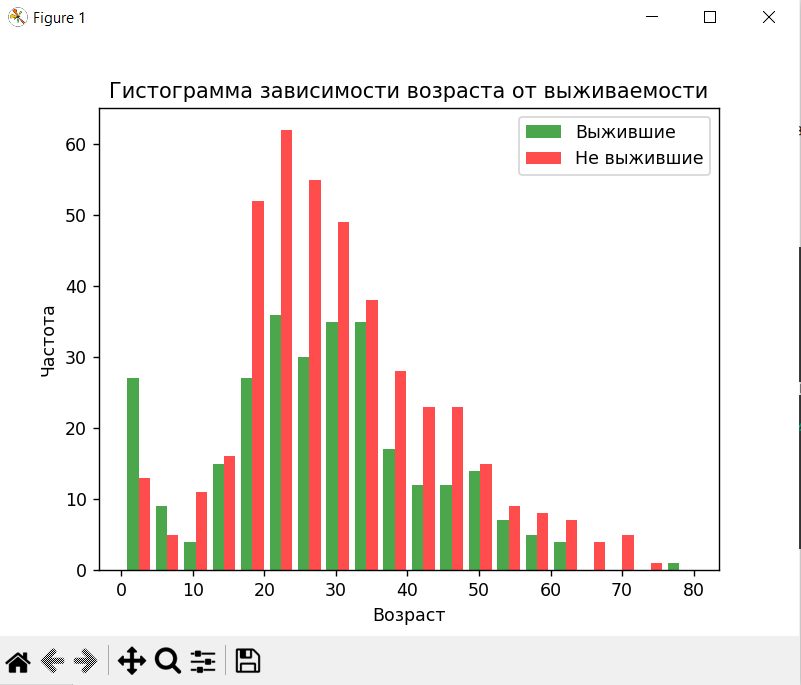 Figure 1
Гистограмма зависимости возраста от выживаемости
Выжившие
Не выжившие
Частота
60
50
40
30
20
10
0
0 10 20 30 40 50 60 70 80
Возраст